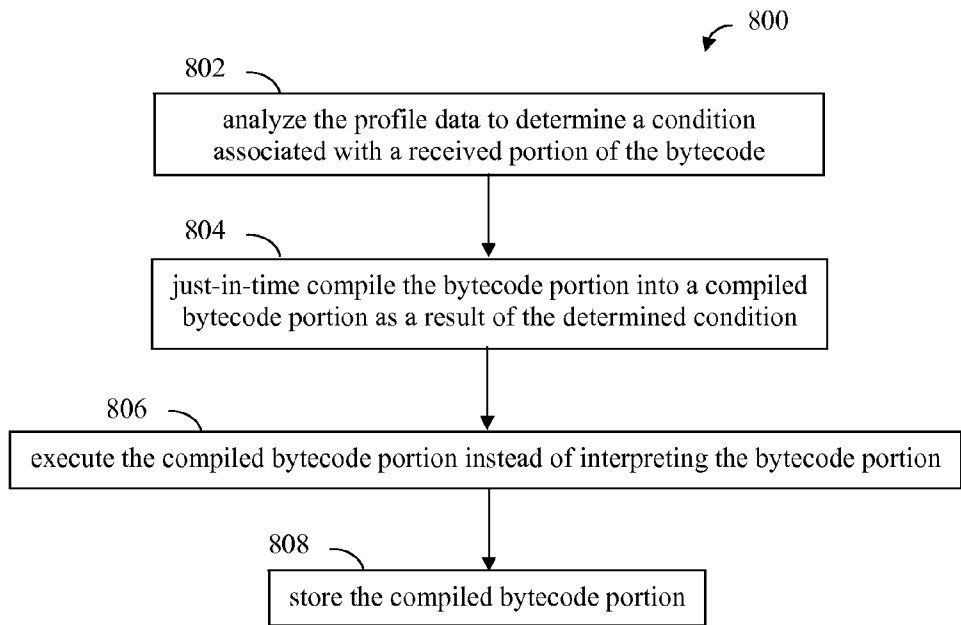 800
802
analyze the profile data to determine a condition
associated with a received portion of the bytecode
804
just-in-time compile the bytecode portion into a compiled
bytecode portion as a result of the determined condition
806
execute the compiled bytecode portion instead of interpreting the bytecode portion
808
store the compiled bytecode portion